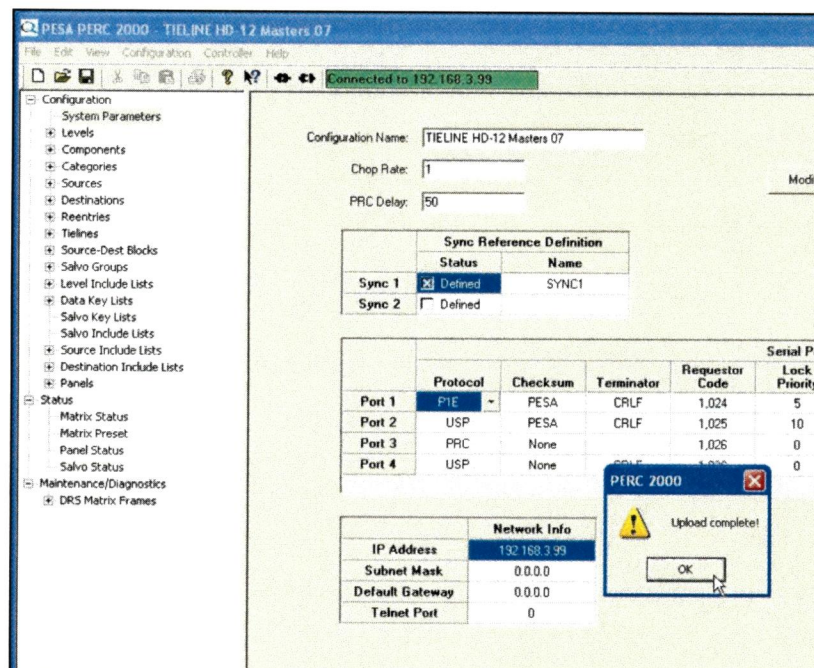 PESA PERC 2000 - TIELINE HD-12 Masters 07
File Edit View Configuration Controller Help
Connected to 192.168.3.99
Configuration
System Parameters
Levels
Components
Categories
Sources
Destinations
Reentries
Tielines
Source-Dest Blocks
Salvo Groups
Level Include Lists
Data Key Lists
Salvo Key Lists
Salvo Include Lists
Source Include Lists
Destination Include Lists
Panels
Status
Matrix Status
Matrix Preset
Panel Status
Salvo Status
Maintenance/Diagnostics
DRS Matrix Frames
Configuration Name: TIELINE HD-12 Masters 07
Chop Rate: 1
PRC Delay: 50
Modi
Sync Reference Definition
Status Name
Sync 1 Defined SYNC1
Sync 2 Defined
Serial P
Protocol Checksum Terminator Requestor Code Lock Priority
Port 1 P1E PESA CRLF 1,024 5
Port 2 USP PESA CRLF 1,025 10
Port 3 PRC None 1,026 0
Port 4 USP None 0
PERC 2000
Upload complete!
OK
Network Info
IP Address 192.168.3.99
Subnet Mask 0.0.0.0
Default Gateway 0.0.0.0
Telnet Port 0